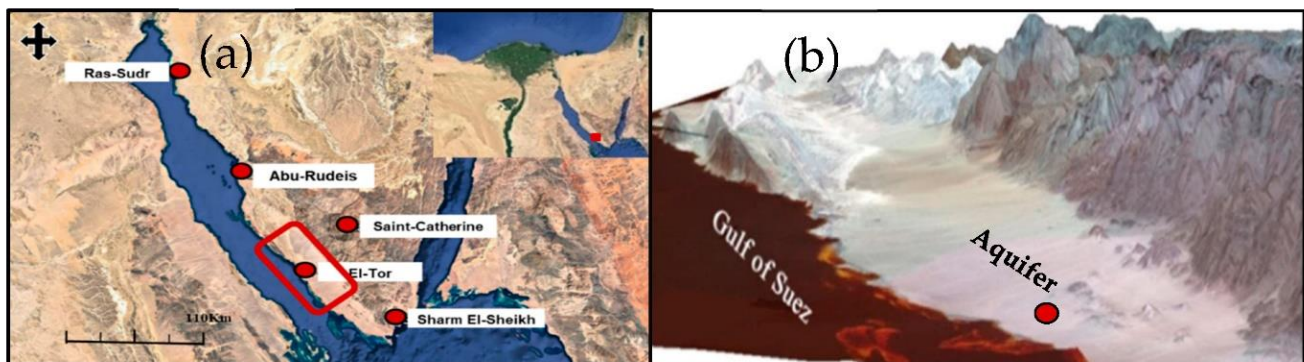 (a)
Ras-Sudr
Abu-Rudeis
Saint-Catherine
El-Tor
Sharm El-Sheikh
110Km
(b)
Gulf of Suez
Aquifer